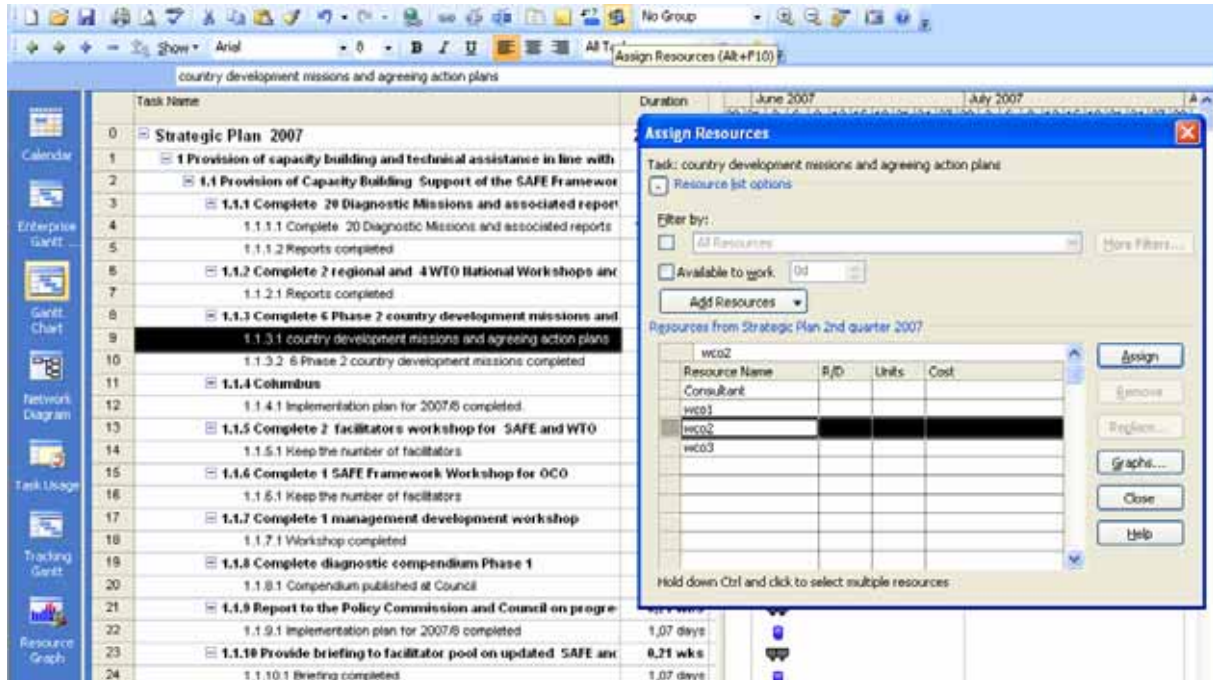 No Group
Show Arial 8 B I U
Assign Resources (Alt+F10)
country development missions and agreeing action plans
Task Name Duration June 2007 July 2007
Calendar
Enterprise Gantt ...
Gantt Chart
Network Diagram
Task Usage
Tracking Gantt
Resource Graph
0 Strategic Plan 2007
1 1 Provision of capacity building and technical assistance in line with
2 1.1 Provision of Capacity Building Support of the SAFE Framewor
3 1.1.1 Complete 20 Diagnostic Missions and associated report
4 1.1.1.1 Complete 20 Diagnostic Missions and associated reports
5 1.1.1.2 Reports completed
6 1.1.2 Complete 2 regional and 4 WTO National Workshops and
7 1.1.2.1 Reports completed
8 1.1.3 Complete 6 Phase 2 country development missions and
9 1.1.3.1 country development missions and agreeing action plans
10 1.1.3.2 6 Phase 2 country development missions completed
11 1.1.4 Columbus
12 1.1.4.1 Implementation plan for 2007/8 completed.
13 1.1.5 Complete 2 facilitators workshop for SAFE and WTO
14 1.1.5.1 Keep the number of facilitators
15 1.1.6 Complete 1 SAFE Framework Workshop for OCO
16 1.1.6.1 Keep the number of facilitators
17 1.1.7 Complete 1 management development workshop
18 1.1.7.1 Workshop completed
19 1.1.8 Complete diagnostic compendium Phase 1
20 1.1.8.1 Compendium published at Council
21 1.1.9 Report to the Policy Commission and Council on progre
22 1.1.9.1 Implementation plan for 2007/8 completed 1,07 days
23 1.1.10 Provide briefing to facilitator pool on updated SAFE and 0,21 wks
24 1.1.10.1 Briefing completed 1,07 days
Assign Resources
Task: country development missions and agreeing action plans
Resource list options
Filter by:
All Resources More Filters...
Available to work 0d
Add Resources
Resources from Strategic Plan 2nd quarter 2007
wco2
Resource Name R/D Units Cost
Consultant
wco1
wco2
wco3
Assign
Remove
Replace...
Graphs...
Close
Help
Hold down Ctrl and click to select multiple resources